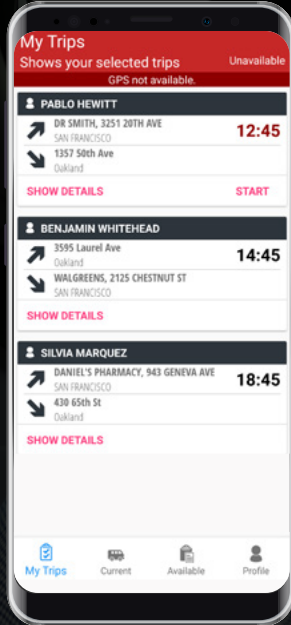 My Trips
Shows your selected trips Unavailable
GPS not available.
PABLO HEWITT
DR SMITH, 3251 20TH AVE
SAN FRANCISCO
12:45
1357 50th Ave
Oakland
SHOW DETAILS START
BENJAMIN WHITEHEAD
3595 Laurel Ave
Oakland
14:45
WALGREENS, 2125 CHESTNUT ST
SAN FRANCISCO
SHOW DETAILS
SILVIA MARQUEZ
DANIEL'S PHARMACY, 943 GENEVA AVE
SAN FRANCISCO
18:45
430 65th St
Oakland
SHOW DETAILS
My Trips Current Available Profile